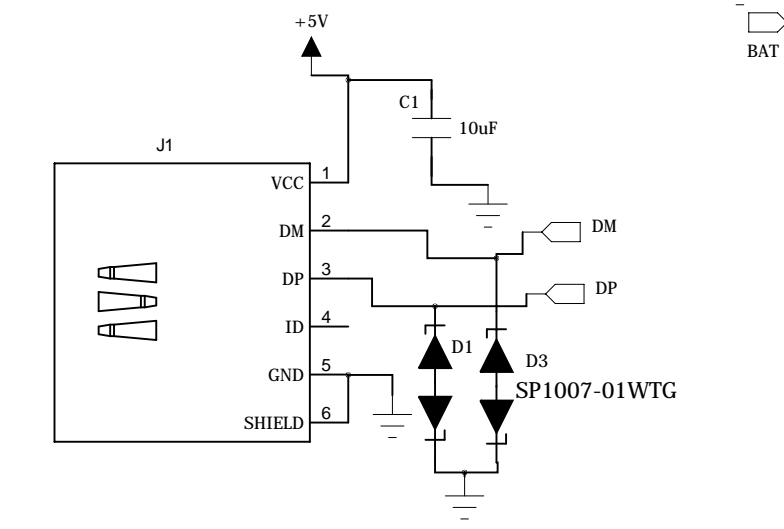 +5V
BAT
C1
10uF
J1
VCC 1
DM 2
DM
DP 3
DP
ID 4
D1
D3
GND 5
SP1007-01WTG
SHIELD 6